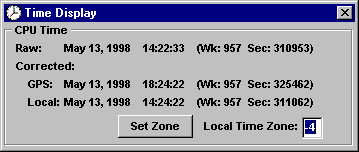 Time Display
CPU Time
Raw: May 13, 1998 14:22:33 (Wk: 957 Sec: 310953)
Corrected:
GPS: May 13, 1998 18:24:22 (Wk: 957 Sec: 325462)
Local: May 13, 1998 14:24:22 (Wk: 957 Sec: 311062)
Set Zone Local Time Zone: -4